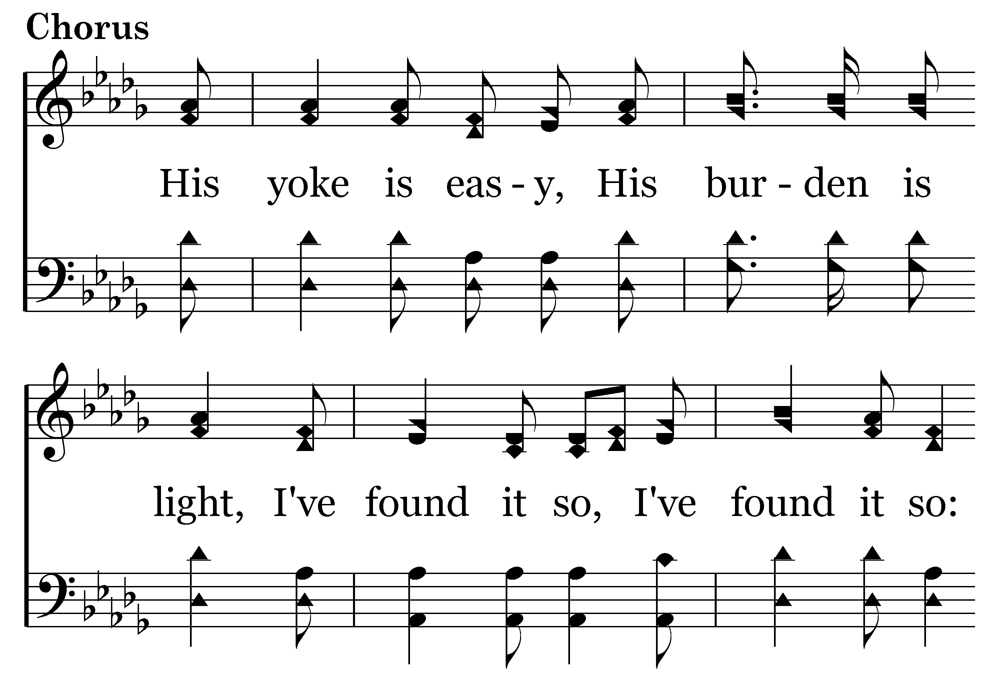 Chorus
His yoke is eas - y, His bur - den is
light, I've found it so, I've found it so: